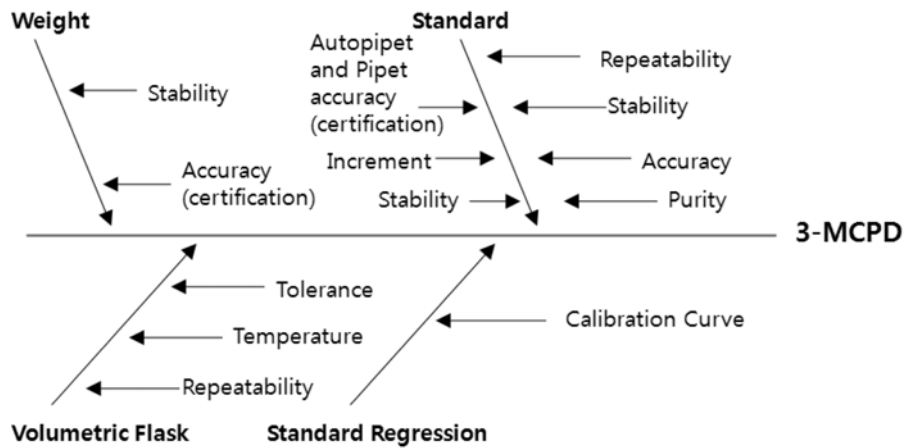 Weight
Standard
Autopipet
and Pipet
accuracy
(certification)
Repeatability
Stability
Stability
Accuracy
(certification)
Increment
Accuracy
Stability
Purity
3-MCPD
Tolerance
Temperature
Repeatability
Calibration Curve
Volumetric Flask
Standard Regression